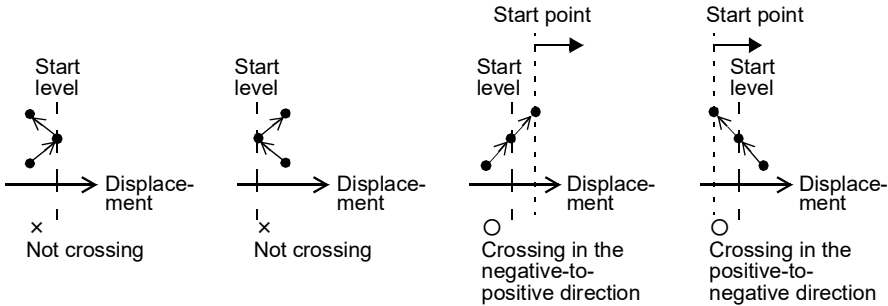 Start point
Start point
Start
level
Start
level
Start
level
Start
level
Displace-
ment
Displace-
ment
Displace-
ment
Displace-
ment
×
Not crossing
×
Not crossing
○
Crossing in the
negative-to-
positive direction
○
Crossing in the
positive-to-
negative direction